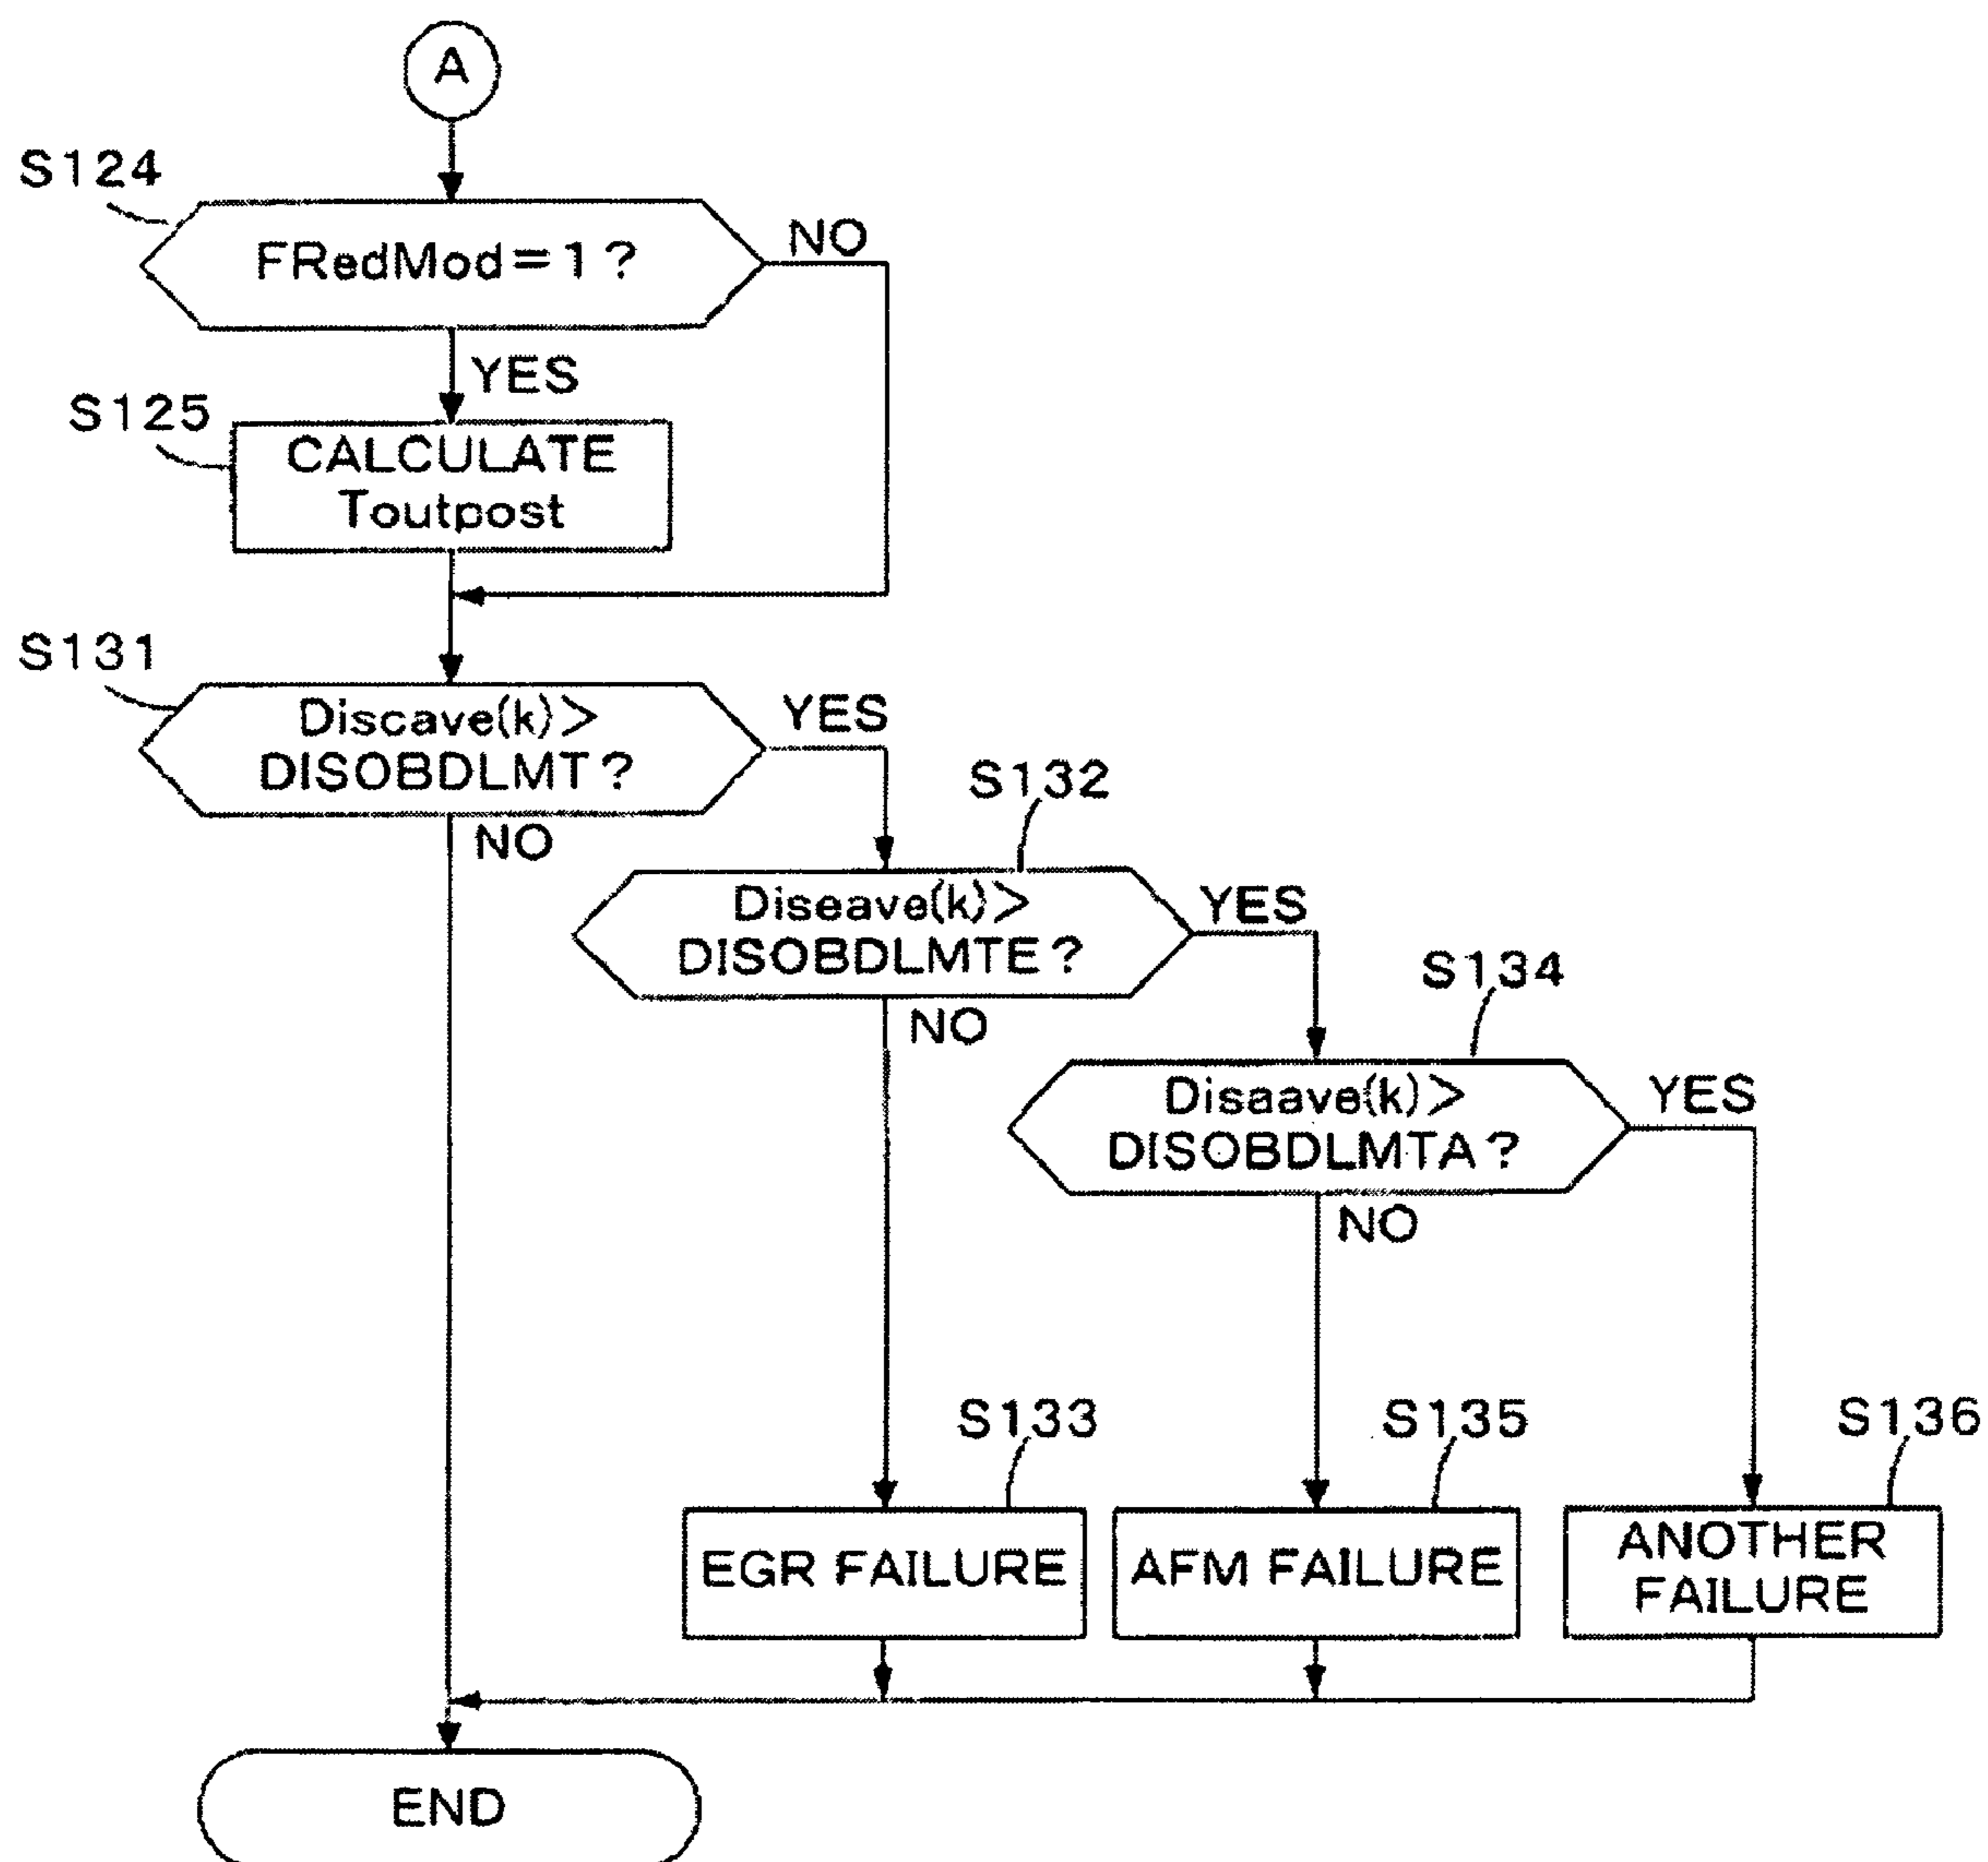 A
S124
FRedMod=1?
NO
YES
S125
CALCULATE
Toutpost
S131
Discave(k)>
DISOBDLMT?
YES
NO
S132
Diseave(k)>
DISOBDLMTE?
YES
NO
S134
Disaave(k)>
DISOBDLMTA?
YES
NO
S133
EGR FAILURE
S135
AFM FAILURE
S136
ANOTHER
FAILURE
END